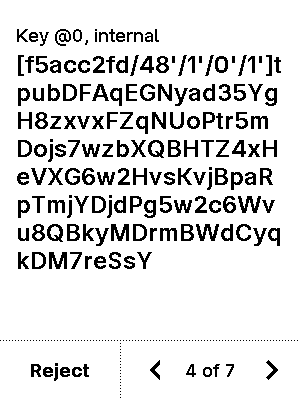 Key @0, internal
[f5acc2fd/48'/1'/0'/1']t
pubDFAqEGNyad35Yg
H8zxvxFZqNUoPtr5m
Dojs7wzbXQBHTZ4xH
eVXG6w2HvsKvjBpaR
pTmjYDjdPg5w2c6Wv
u8QBkyMDrmBWdCyq
kDM7reSsY
Reject
4 of 7